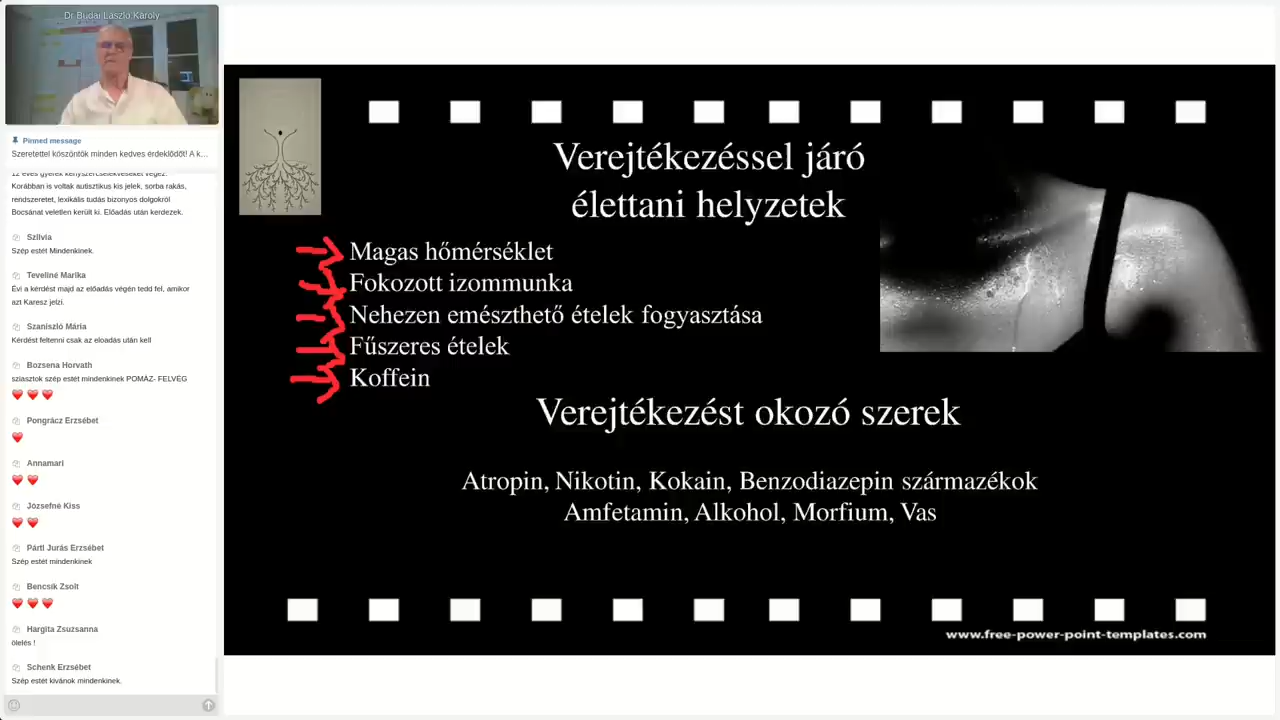 Dr Budai László Károly
Pinned message
Szeretettel köszöntök minden kedves érdeklődőt! A k…
12 éves gyerek kényszercselekvéseket végez.
Korábban is voltak autisztikus kis jelek, sorba rakás,
rendszeretet, lexikális tudás bizonyos dolgokról
Bocsánat veletlen került ki. Előadás után kerdezek.
Szilvia
Szép estét Mindenkinek.
Teveliné Marika
Évi a kérdést majd az előadás végén tedd fel, amikor
azt Karesz jelzi.
Szaniszló Mária
Kérdést feltenni csak az eloadás után kell
Bozsena Horvath
sziasztok szép estét mindenkinek POMÁZ- FELVÉG
Pongrácz Erzsébet
Annamari
Józsefné Kiss
Párti Jurás Erzsébet
Szép estét mindenkinek
Bencsik Zsolt
Hargita Zsuzsanna
ölelés !
Schenk Erzsébet
Szép estét kívánok mindenkinek.
Verejtékezéssel járó
élettani helyzetek
Magas hőmérséklet
Fokozott izommunka
Nehezen emészthető ételek fogyasztása
Fűszeres ételek
Koffein
Verejtékezést okozó szerek
Atropin, Nikotin, Kokain, Benzodiazepin származékok
Amfetamin, Alkohol, Morfium, Vas
www.free-power-point-templates.com